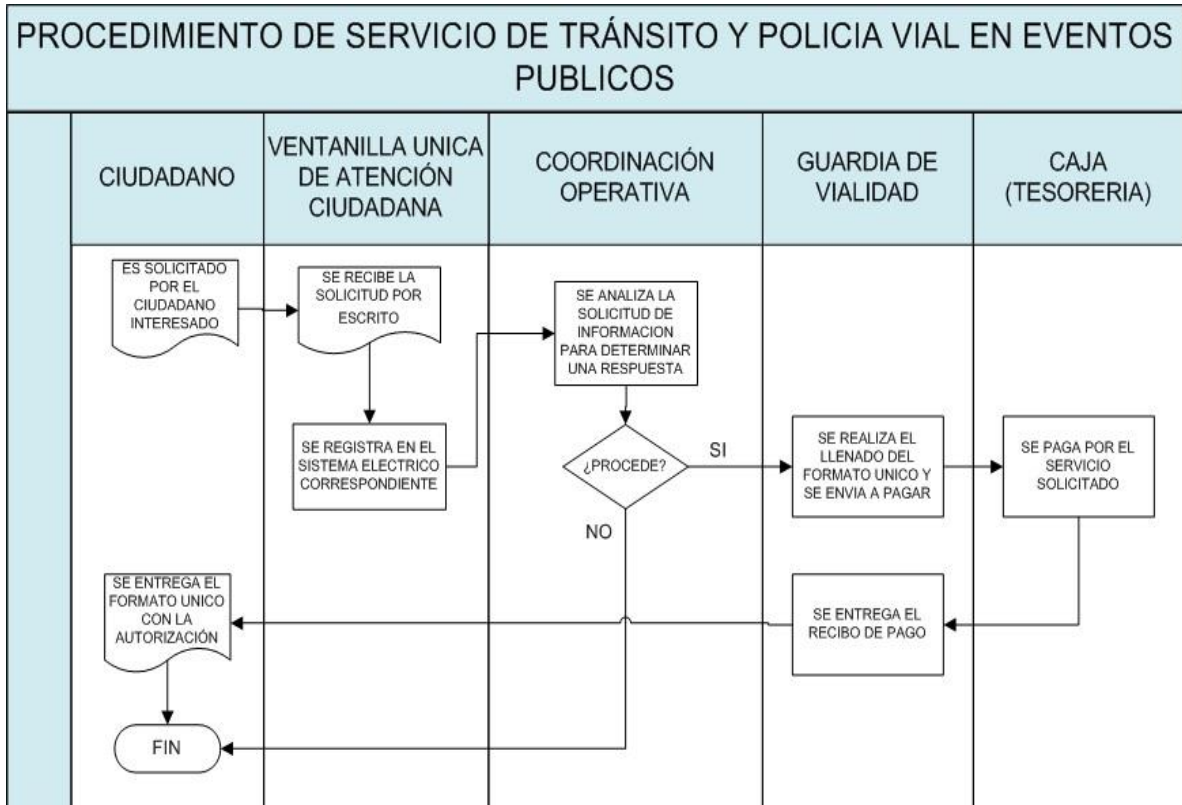 PROCEDIMIENTO DE SERVICIO DE TRÁNSITO Y POLICIA VIAL EN EVENTOS
PUBLICOS
CIUDADANO
VENTANILLA UNICA
DE ATENCIÓN
CIUDADANA
COORDINACIÓN
OPERATIVA
GUARDIA DE
VIALIDAD
CAJA
(TESORERIA)
ES SOLICITADO
POR EL
CIUDADANO
INTERESADO
SE RECIBE LA
SOLICITUD POR
ESCRITO
SE ANALIZA LA
SOLICITUD DE
INFORMACION
PARA DETERMINAR
UNA RESPUESTA
SE REGISTRA EN EL
SISTEMA ELECTRICO
CORRESPONDIENTE
¿PROCEDE?
SI
NO
SE REALIZA EL
LLENADO DEL
FORMATO UNICO Y
SE ENVIA A PAGAR
SE PAGA POR EL
SERVICIO
SOLICITADO
SE ENTREGA EL
RECIBO DE PAGO
SE ENTREGA EL
FORMATO UNICO
CON LA
AUTORIZACIÓN
FIN